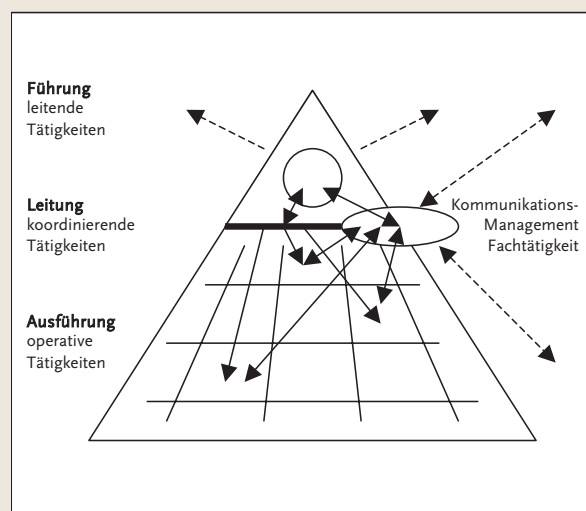 Führung
leitende
Tätigkeiten
Leitung
koordinierende
Tätigkeiten
Kommunikations-
Management
Fachtätigkeit
Ausführung
operative
Tätigkeiten